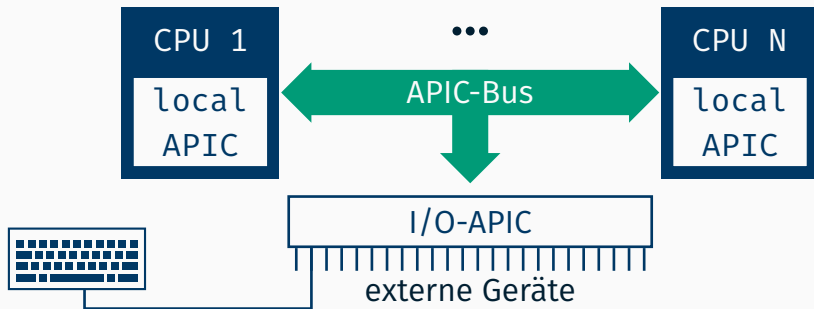 CPU 1
...
CPU N
local
APIC
APIC-Bus
local
APIC
I/O-APIC
externe Geräte